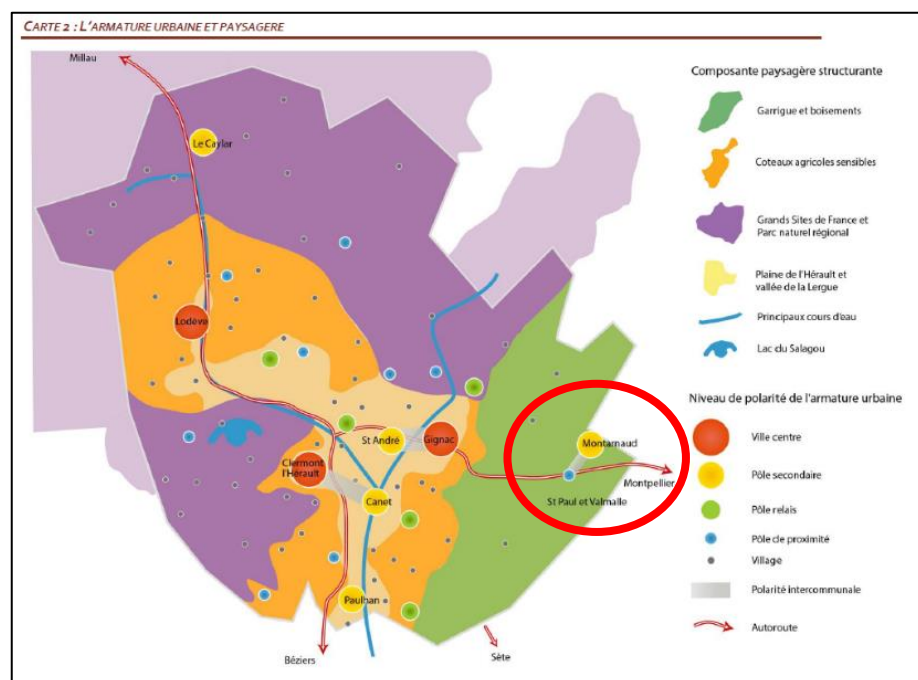 CARTE 2 : L'ARMATURE URBAINE ET PAYSAGERE
Millau
Le Caylar
Lodève
St André
Gignac
Clermont
l'Hérault
Canet
Paulhan
Béziers
Sète
Montarnaud
Montpellier
St Paul et Valmalle
Composante paysagère structurante
Garrigue et boisements
Coteaux agricoles sensibles
Grands Sites de France et
Parc naturel régional
Plaine de l'Hérault et
vallée de la Lergue
Principaux cours d'eau
Lac du Salagou
Niveau de polarité de l'armature urbaine
Ville centre
Pôle secondaire
Pôle relais
Pôle de proximité
Village
Polarité intercommunale
Autoroute